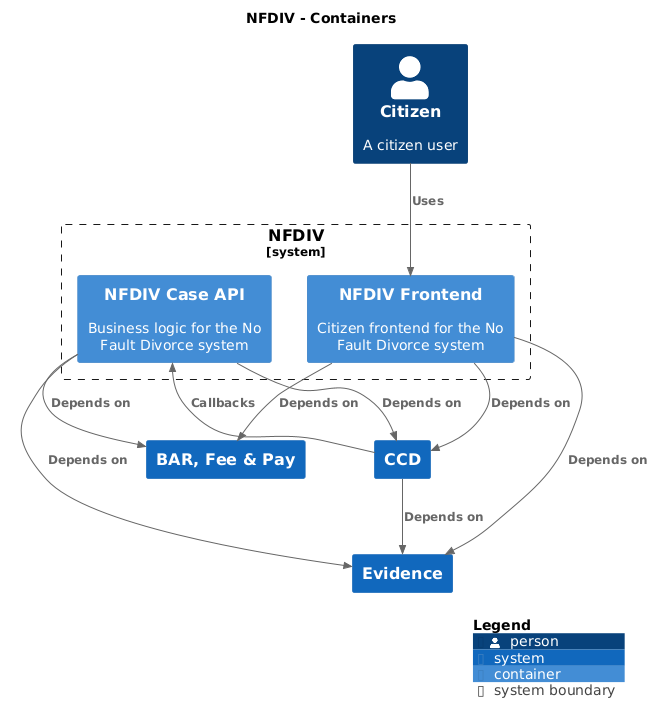 NFDIV - Containers
Citizen
A citizen user
Uses
NFDIV
[system]
NFDIV Case API
Business logic for the No
Fault Divorce system
NFDIV Frontend
Citizen frontend for the No
Fault Divorce system
Depends on
Callbacks
Depends on
Depends on
Depends on
BAR, Fee & Pay
CCD
Depends on
Depends on
Depends on
Evidence
Legend
person
system
container
system boundary